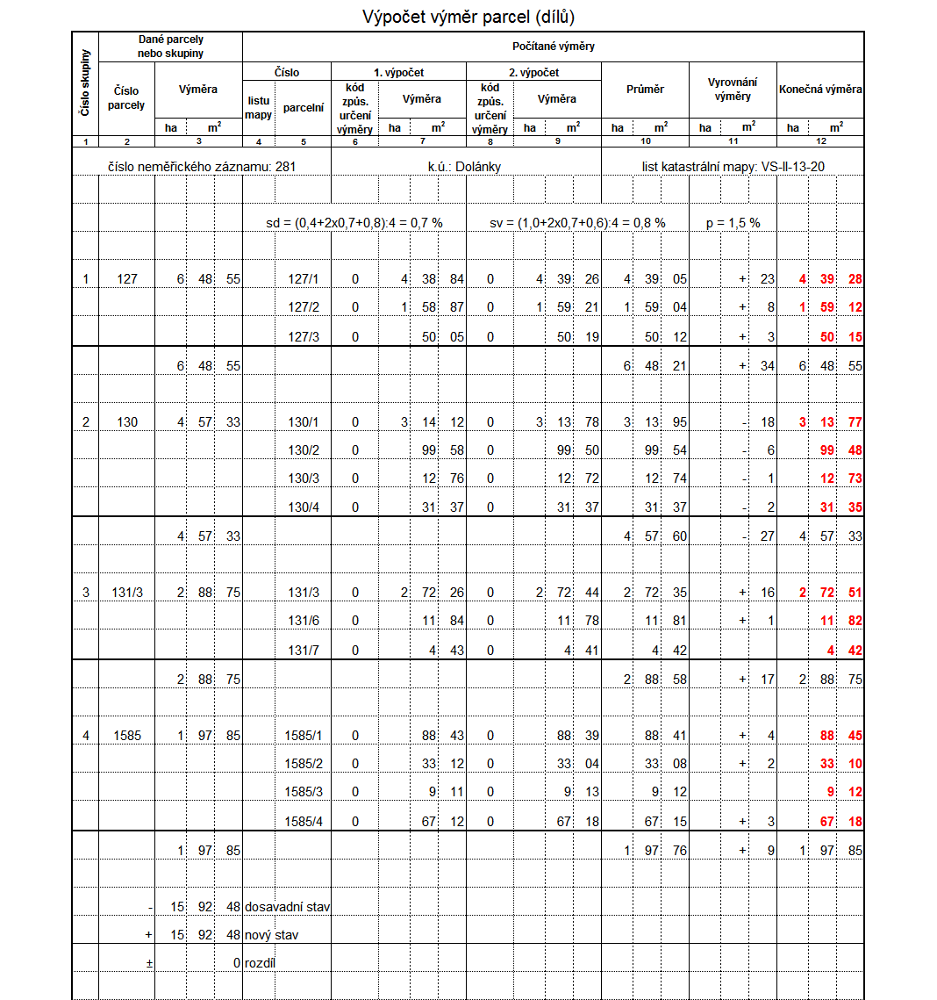 Výpočet výměr parcel (dílů)
Číslo skupiny
Dané parcely nebo skupiny
Počítané výměry
Číslo parcely
Výměra
Číslo
1. výpočet
2. výpočet
Průměr
Vyrovnání výměry
Konečná výměra
listu mapy
parcelní
kód způs. určení výměry
Výměra
kód způs. určení výměry
Výměra
ha m² ha m² ha m² ha m² ha m² ha m²
1 2 3 4 5 6 7 8 9 10 11 12
číslo neměřického záznamu: 281 k.ú.: Dolánky list katastrální mapy: VS-II-13-20
sd = (0,4+2x0,7+0,8):4 = 0,7 % sv = (1,0+2x0,7+0,6):4 = 0,8 % p = 1,5 %
1 127 6 48 55 127/1 0 4 38 84 0 4 39 26 4 39 05 + 23 4 39 28
127/2 0 1 58 87 0 1 59 21 1 59 04 + 8 1 59 12
127/3 0 50 05 0 50 19 50 12 + 3 50 15
6 48 55 6 48 21 + 34 6 48 55
2 130 4 57 33 130/1 0 3 14 12 0 3 13 78 3 13 95 - 18 3 13 77
130/2 0 99 58 0 99 50 99 54 - 6 99 48
130/3 0 12 76 0 12 72 12 74 - 1 12 73
130/4 0 31 37 0 31 37 31 37 - 2 31 35
4 57 33 4 57 60 - 27 4 57 33
3 131/3 2 88 75 131/3 0 2 72 26 0 2 72 44 2 72 35 + 16 2 72 51
131/6 0 11 84 0 11 78 11 81 + 1 11 82
131/7 0 4 43 0 4 41 4 42 4 42
2 88 75 2 88 58 + 17 2 88 75
4 1585 1 97 85 1585/1 0 88 43 0 88 39 88 41 + 4 88 45
1585/2 0 33 12 0 33 04 33 08 + 2 33 10
1585/3 0 9 11 0 9 13 9 12 9 12
1585/4 0 67 12 0 67 18 67 15 + 3 67 18
1 97 85 1 97 76 + 9 1 97 85
- 15 92 48 dosavadní stav
+ 15 92 48 nový stav
± 0 rozdíl